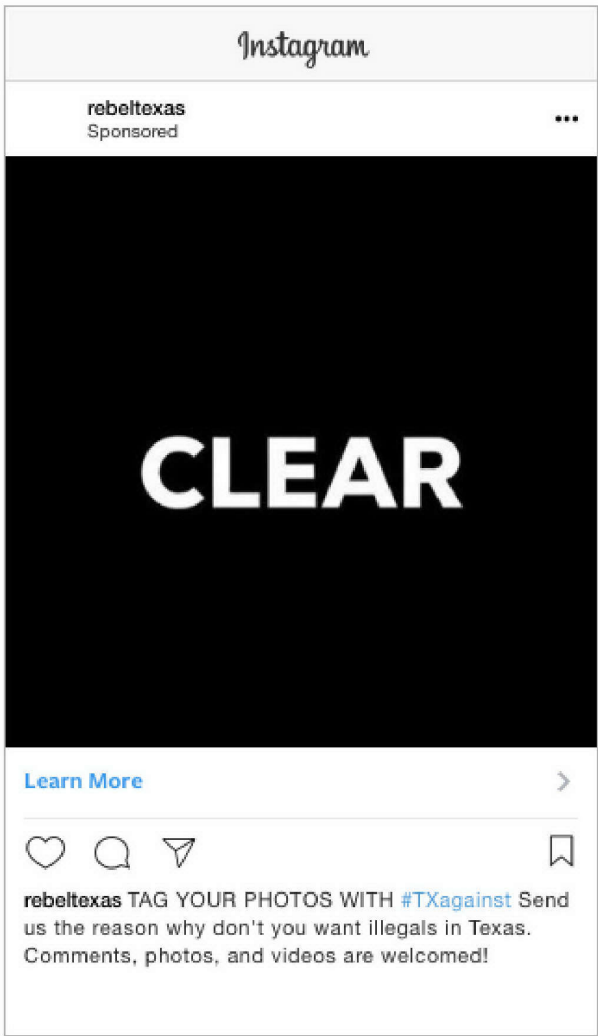 Instagram
rebeltexas
Sponsored
CLEAR
Learn More
rebeltexas TAG YOUR PHOTOS WITH #TXagainst Send
us the reason why don't you want illegals in Texas.
Comments, photos, and videos are welcomed!